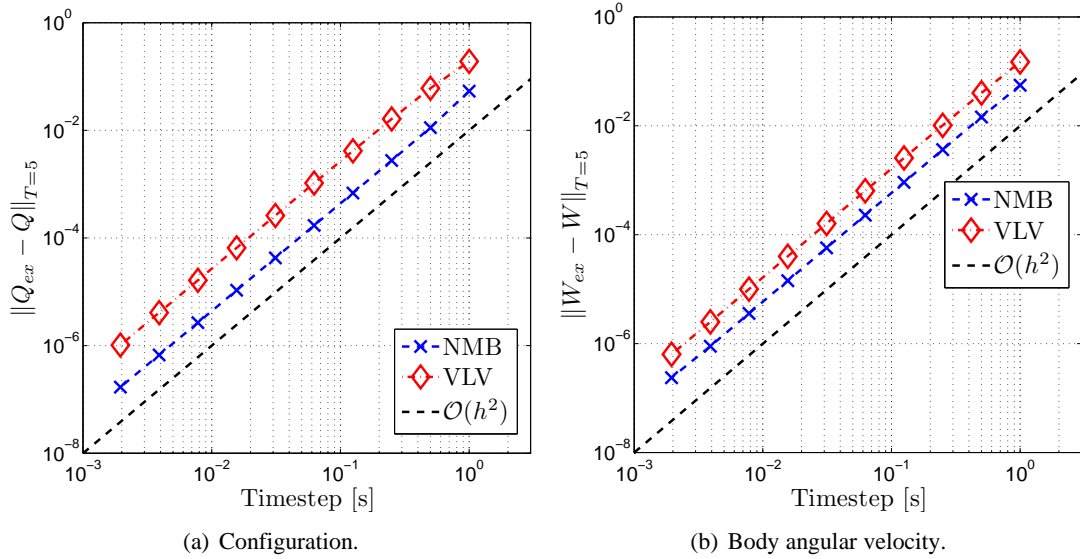 10^0
10^-2
10^-4
10^-6
10^-8
||Q_ex − Q||_T=5
NMB
VLV
O(h^2)
10^-3
10^-2
10^-1
10^0
Timestep [s]
(a) Configuration.
10^0
10^-2
10^-4
10^-6
10^-8
||W_ex − W||_T=5
NMB
VLV
O(h^2)
10^-3
10^-2
10^-1
10^0
Timestep [s]
(b) Body angular velocity.